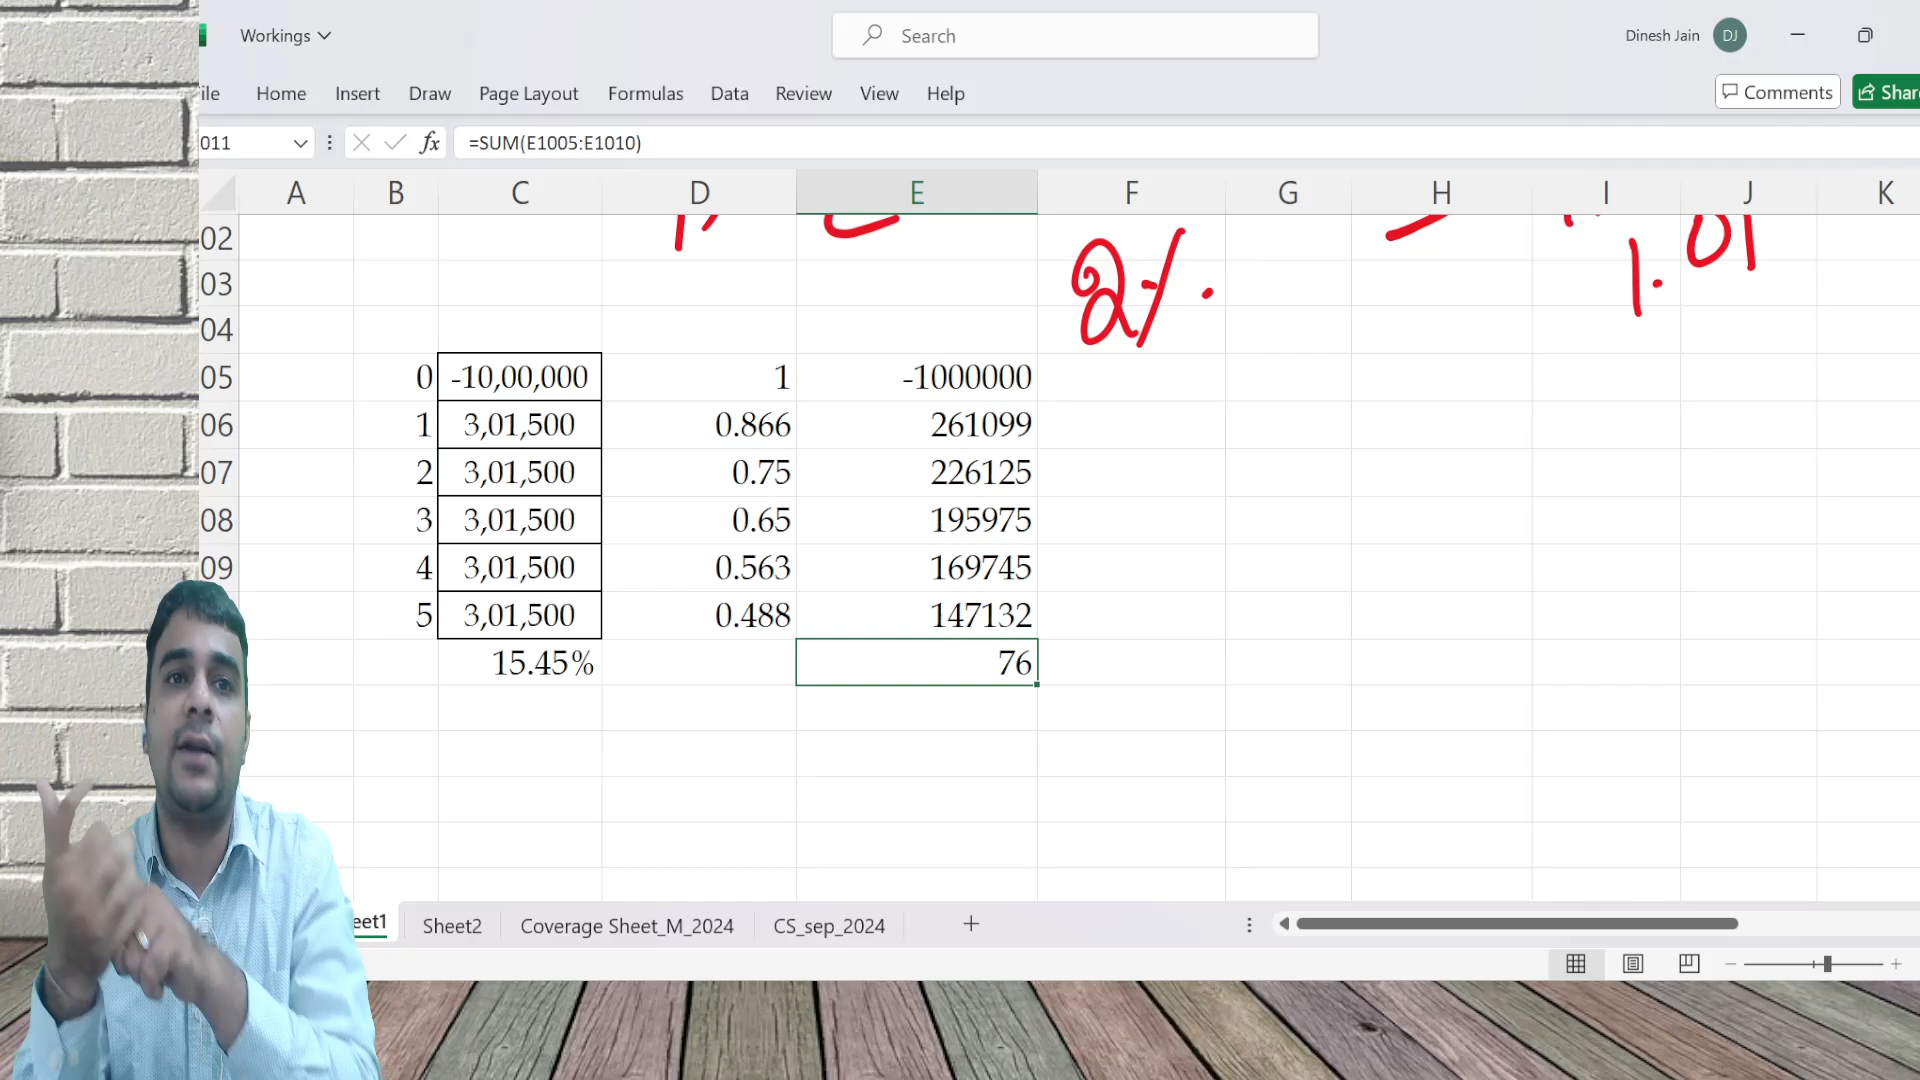 Workings
Search
Dinesh Jain DJ
ile Home Insert Draw Page Layout Formulas Data Review View Help
Comments Shar
011 fx =SUM(E1005:E1010)
A B C D E F G H I J K
02
03
04
2%.
1.01
05 0 -10,00,000 1 -1000000
06 1 3,01,500 0.866 261099
07 2 3,01,500 0.75 226125
08 3 3,01,500 0.65 195975
09 4 3,01,500 0.563 169745
5 3,01,500 0.488 147132
15.45% 76
eet1 Sheet2 Coverage Sheet_M_2024 CS_sep_2024